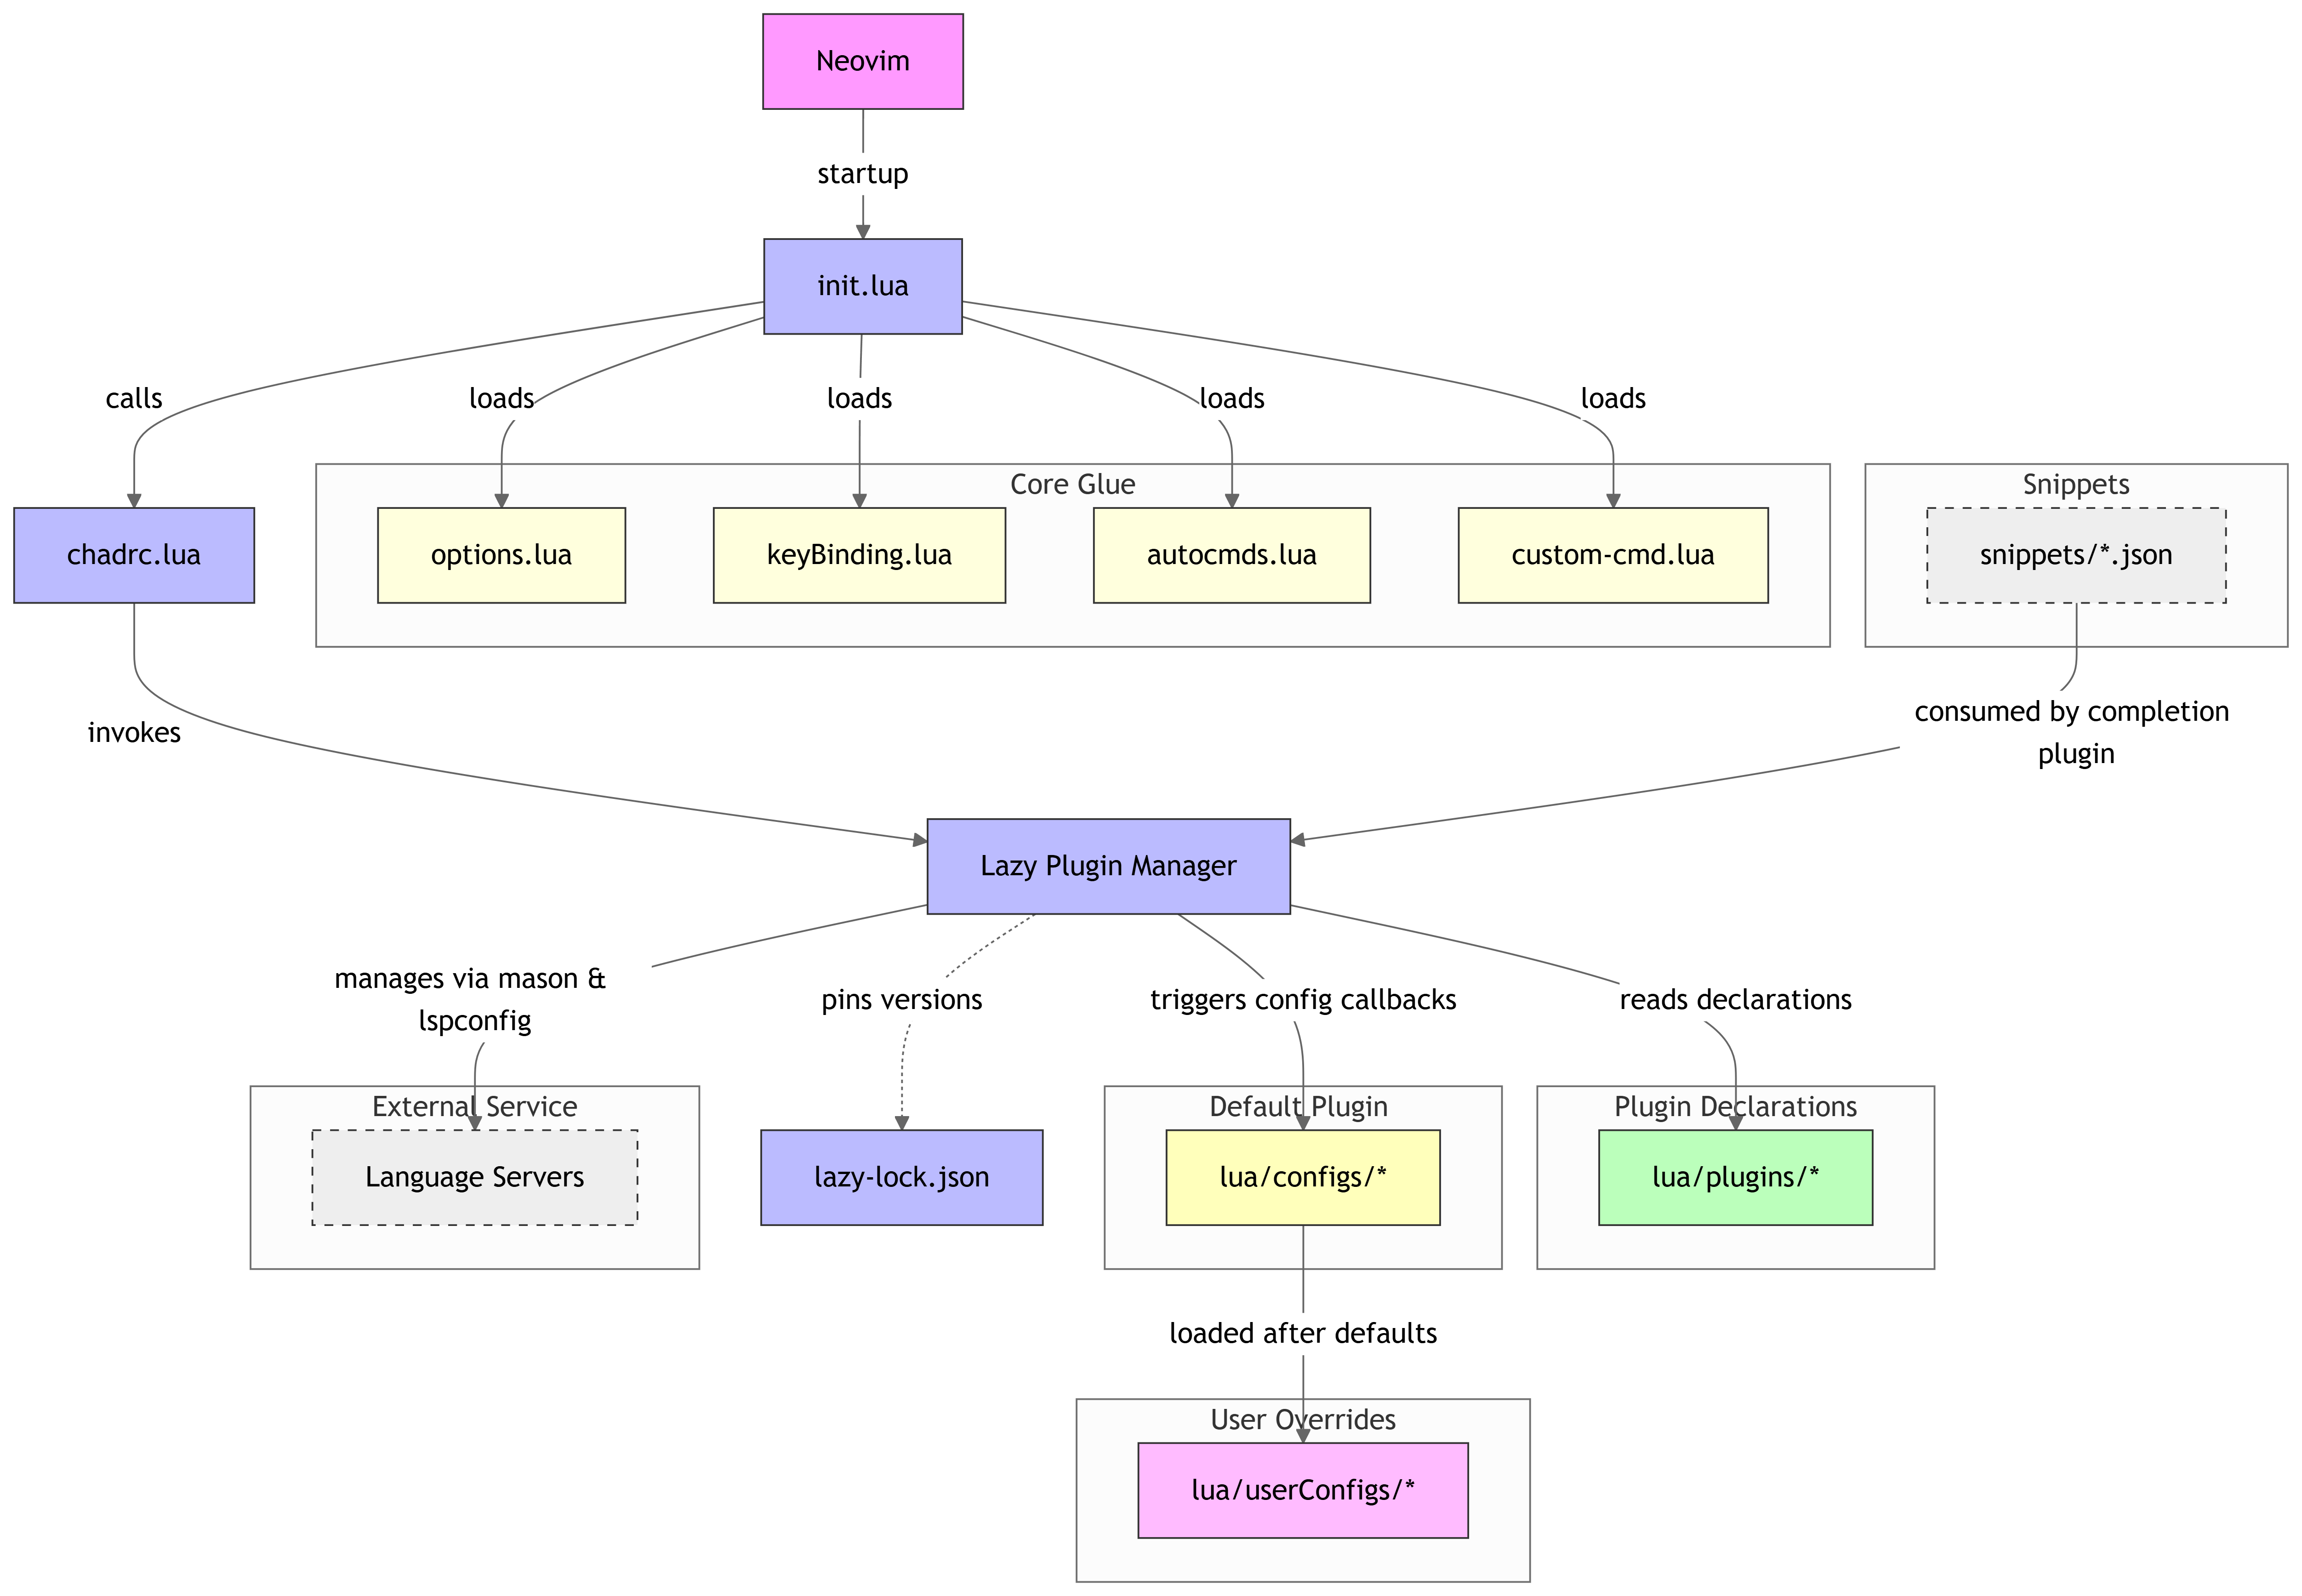 Neovim
startup
init.lua
calls
loads
loads
loads
loads
Core Glue
Snippets
chadrc.lua
options.lua
keyBinding.lua
autocmds.lua
custom-cmd.lua
snippets/*.json
invokes
consumed by completion
plugin
Lazy Plugin Manager
manages via mason &
lspconfig
pins versions
triggers config callbacks
reads declarations
External Service
Default Plugin
Plugin Declarations
Language Servers
lazy-lock.json
lua/configs/*
lua/plugins/*
loaded after defaults
User Overrides
lua/userConfigs/*